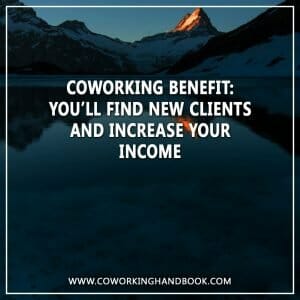 COWORKING BENEFIT:
YOU'LL FIND NEW CLIENTS
AND INCREASE YOUR
INCOME
WWW.COWORKINGHANDBOOK.COM